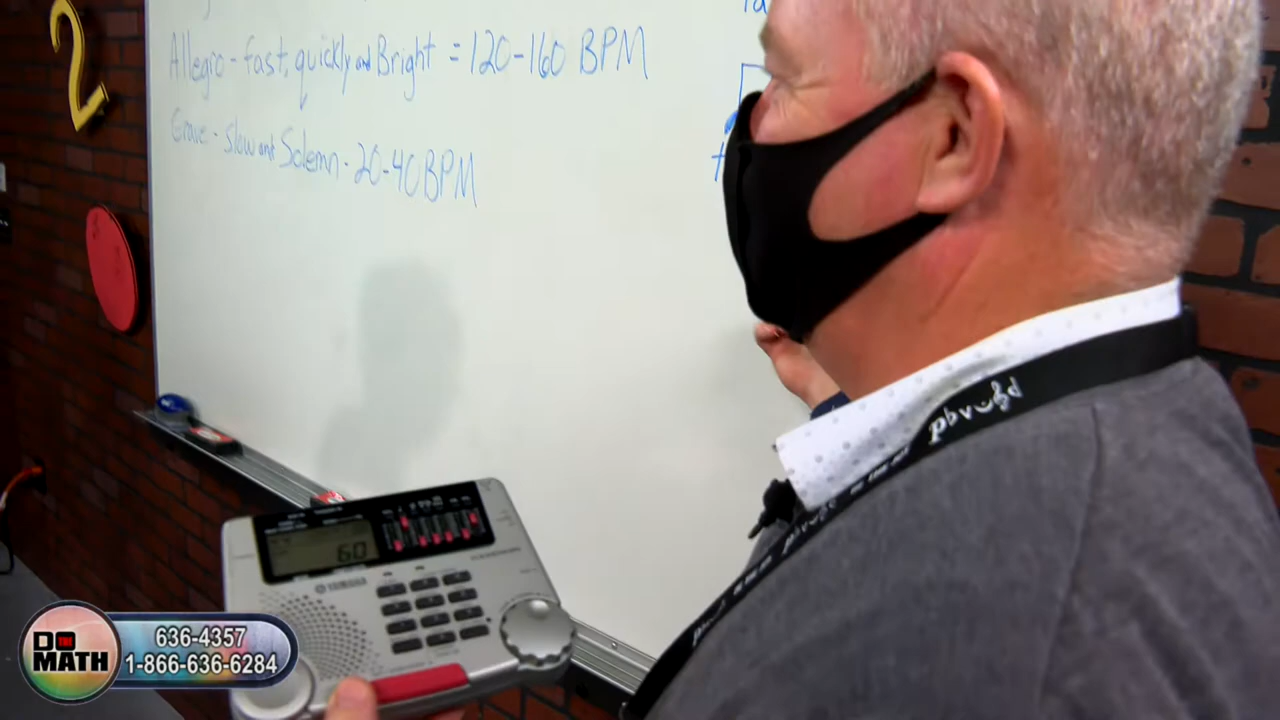 2
Allegro - fast, quickly and Bright = 120-160 BPM
Grave - Slow and Solemn - 20-40 BPM
60
YAMAHA
DO THE MATH
636-4357
1-866-636-6284